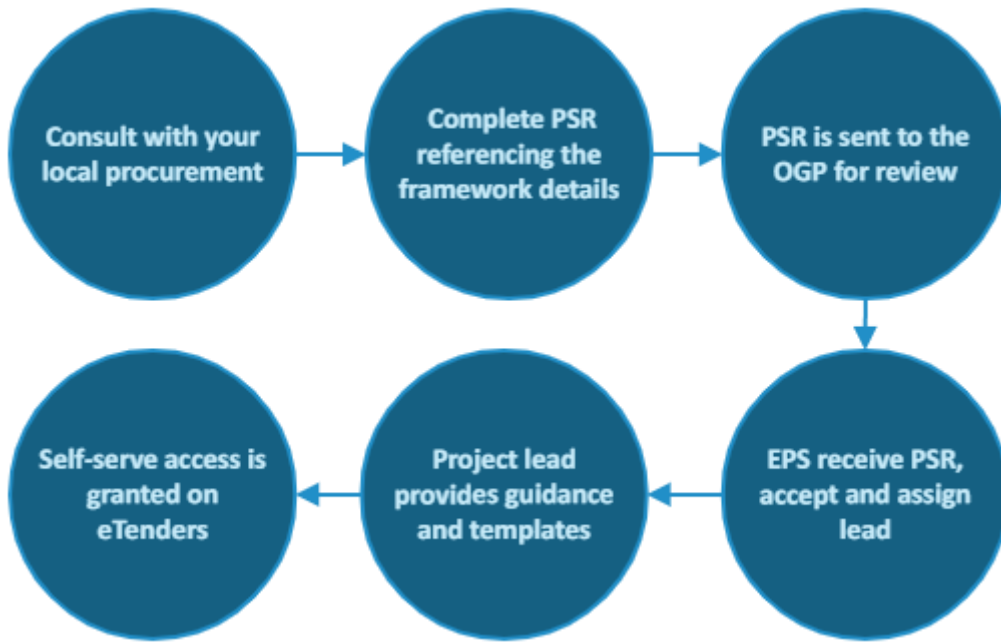 Consult with your
local procurement
Complete PSR
referencing the
framework details
PSR is sent to the
OGP for review
EPS receive PSR,
accept and assign
lead
Project lead
provides guidance
and templates
Self-serve access is
granted on
eTenders